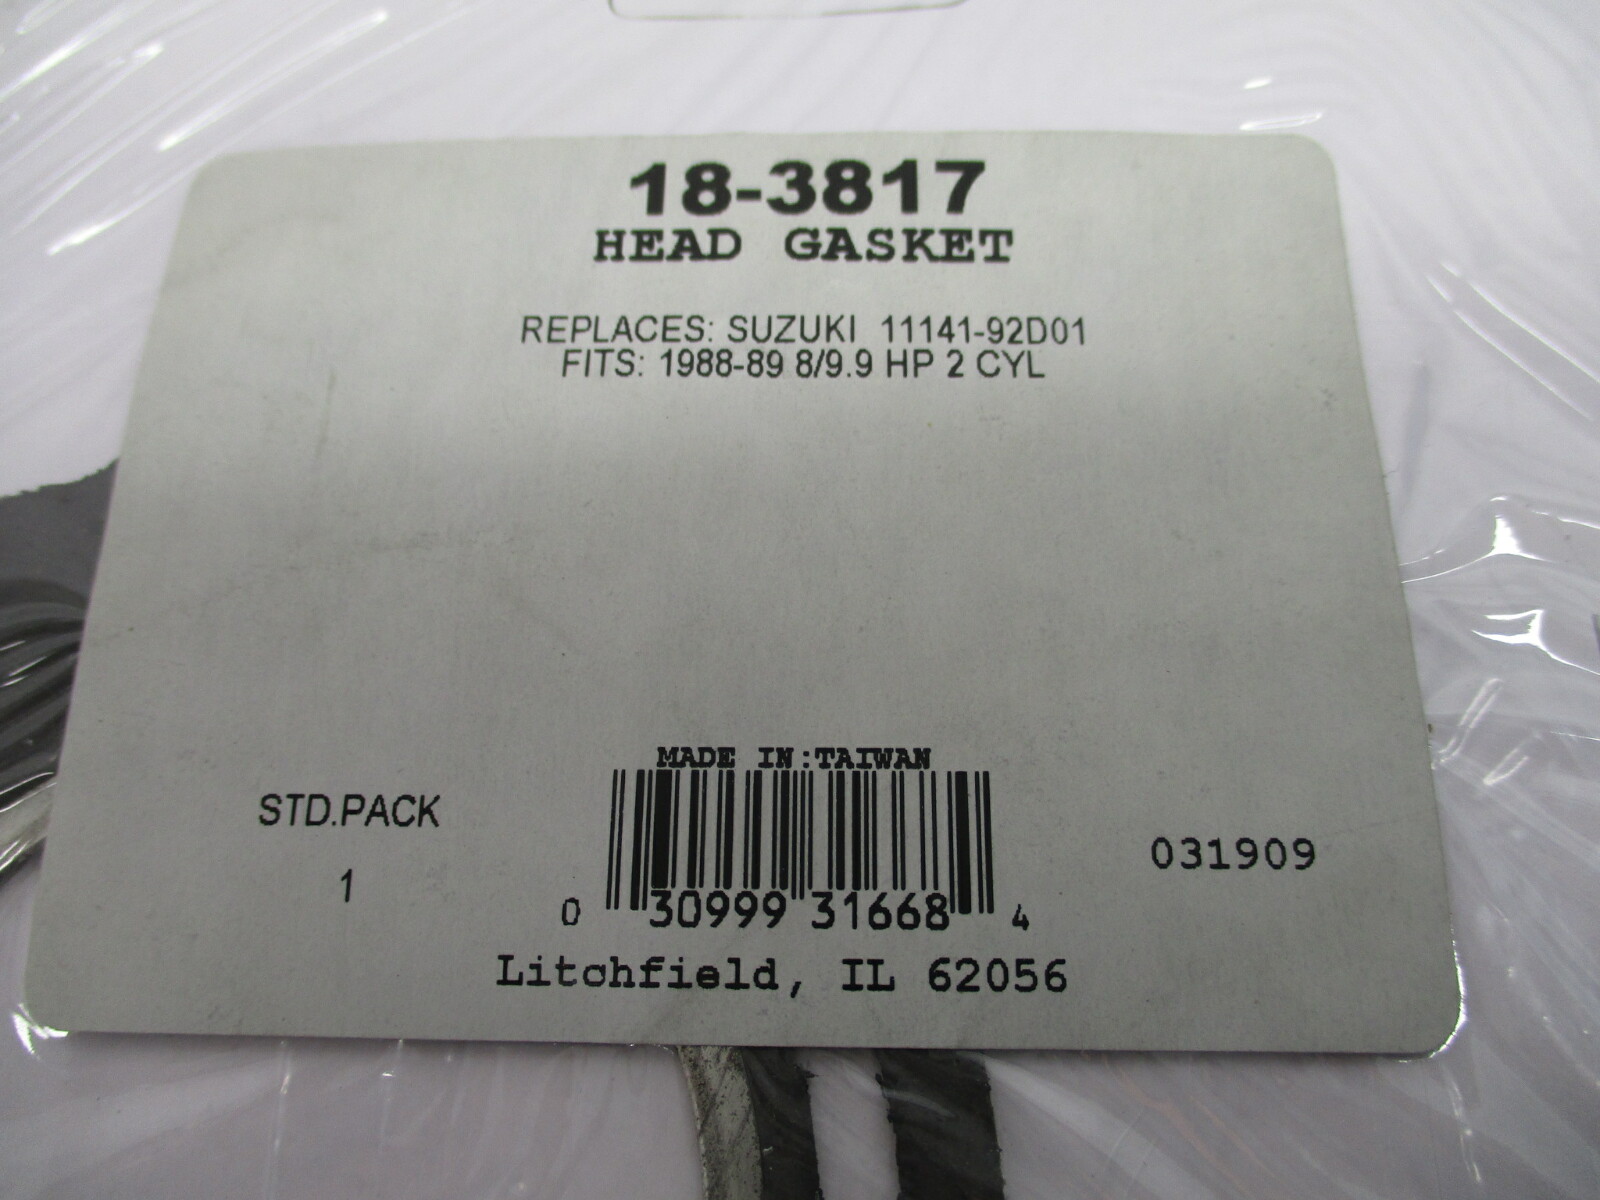 18-3817
HEAD GASKET
REPLACES: SUZUKI 11141-92D01
FITS: 1988-89 8/9.9 HP 2 CYL
MADE IN:TAIWAN
STD.PACK
1
031909
0 30999 31668 4
Litchfield, IL 62056